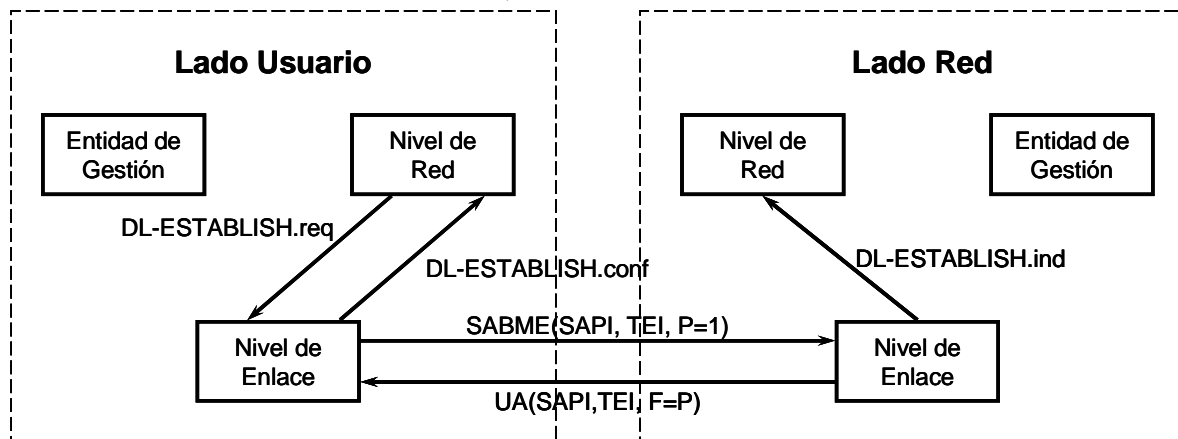 Lado Usuario
Lado Red
Entidad de
Gestión
Nivel de
Red
Nivel de
Red
Entidad de
Gestión
DL-ESTABLISH.req
DL-ESTABLISH.conf
DL-ESTABLISH.ind
SABME(SAPI, TEI, P=1)
Nivel de
Enlace
Nivel de
Enlace
UA(SAPI,TEI, F=P)